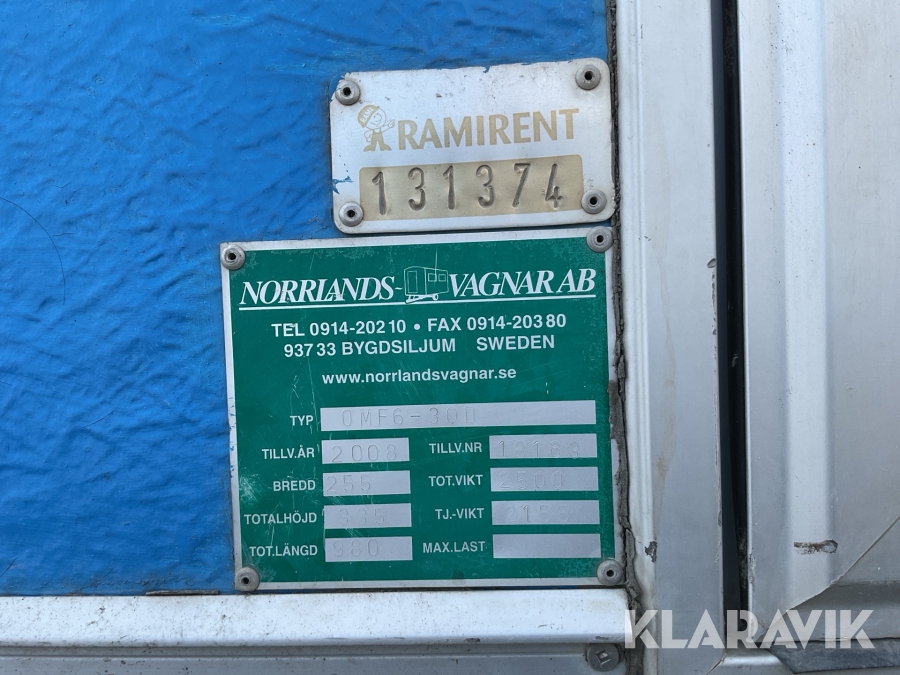 RAMIRENT
131374
NORRLANDS- VAGNAR AB
TEL 0914-202 10 • FAX 0914-203 80
937 33 BYGDSILJUM SWEDEN
www.norrlandsvagnar.se
TYP OMF6-300
TILLV.ÅR 2008 TILLV.NR
BREDD 255 TOT.VIKT 2500
TOTALHÖJD TJ.-VIKT
TOT.LÄNGD 980 MAX.LAST
KLARAVIK